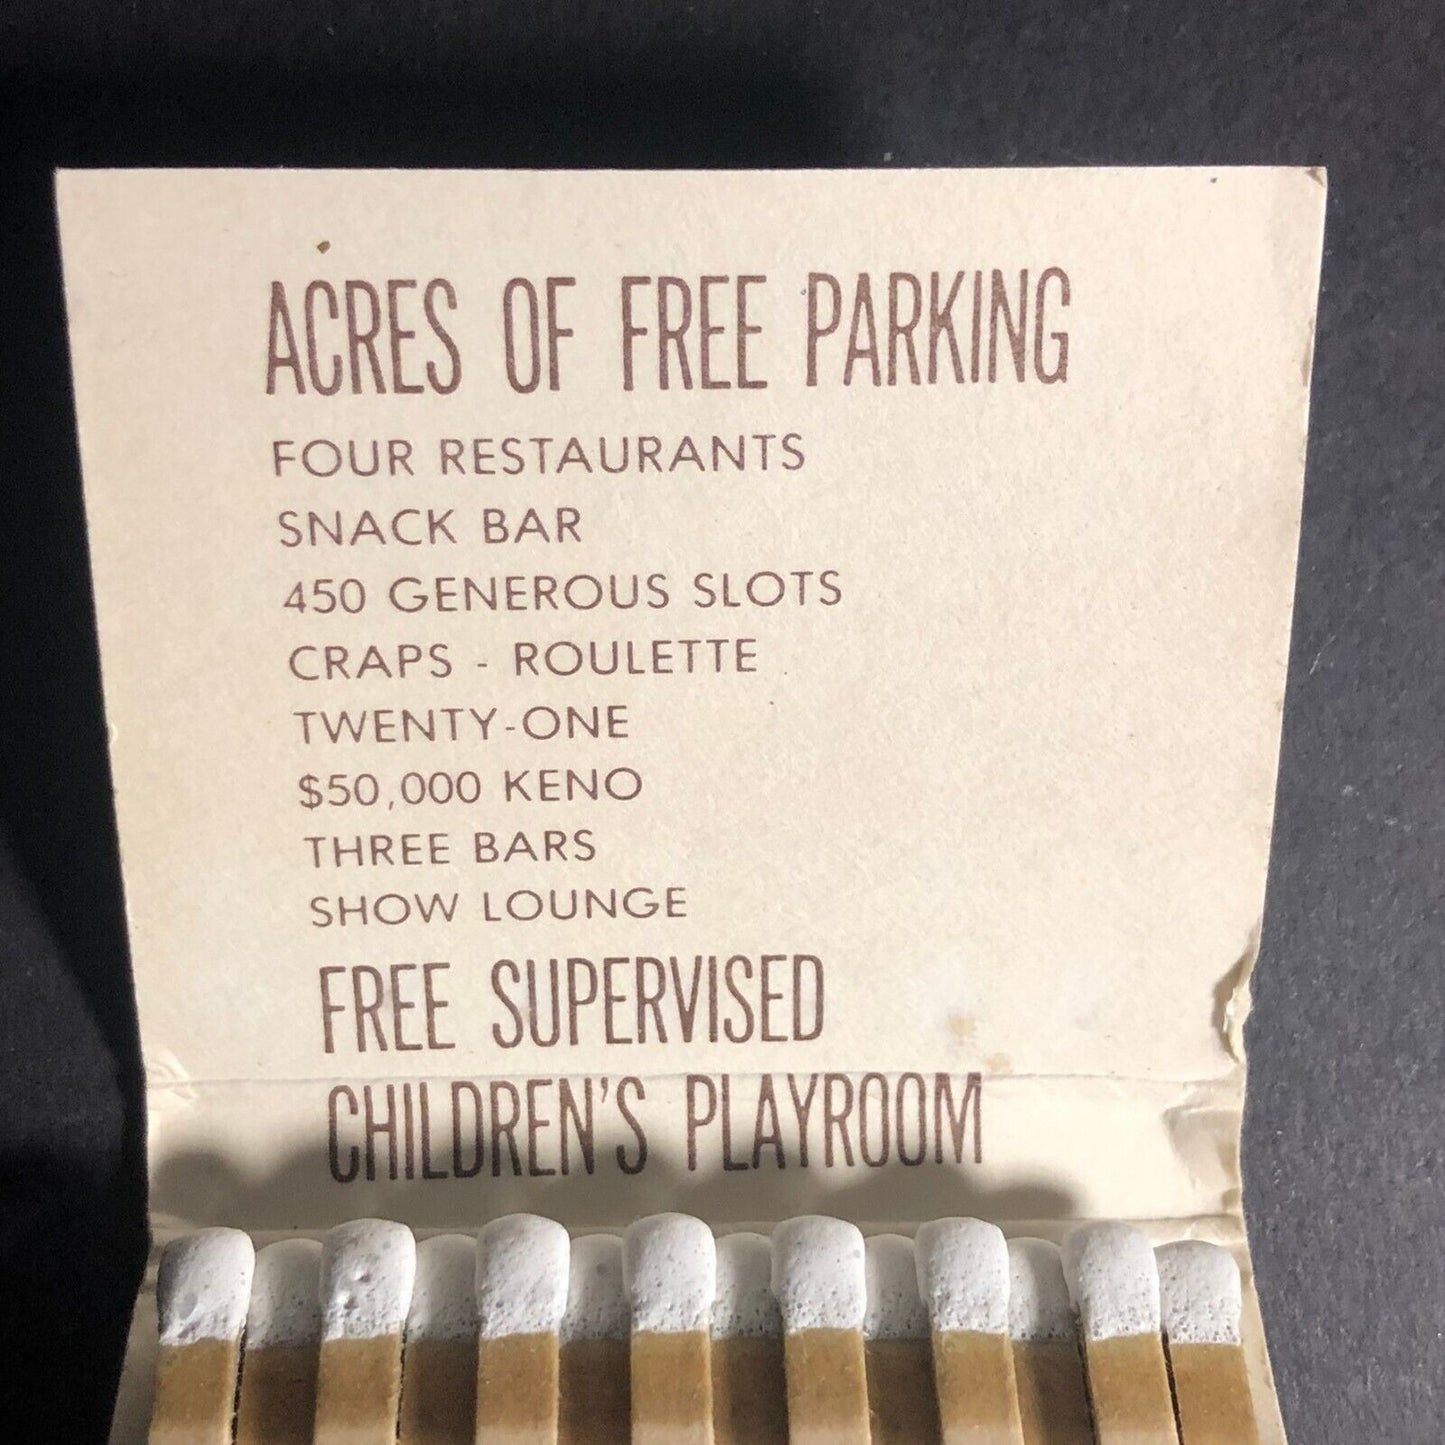 ACRES OF FREE PARKING
FOUR RESTAURANTS
SNACK BAR
450 GENEROUS SLOTS
CRAPS - ROULETTE
TWENTY-ONE
$50,000 KENO
THREE BARS
SHOW LOUNGE
FREE SUPERVISED
CHILDREN'S PLAYROOM